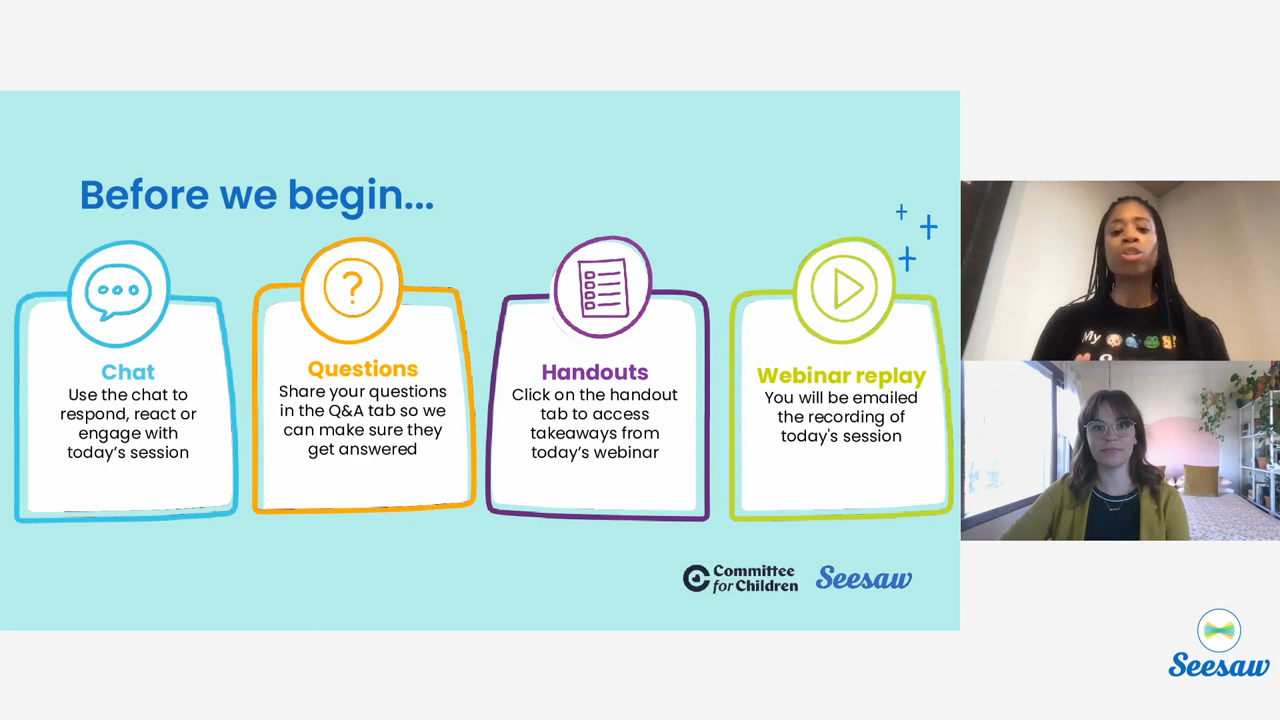 Before we begin...
Chat
Use the chat to
respond, react or
engage with
today’s session
?
Questions
Share your questions
in the Q&A tab so we
can make sure they
get answered
Handouts
Click on the handout
tab to access
takeaways from
today’s webinar
Webinar replay
You will be emailed
the recording of
today's session
Committee
for Children
Seesaw
My
Seesaw